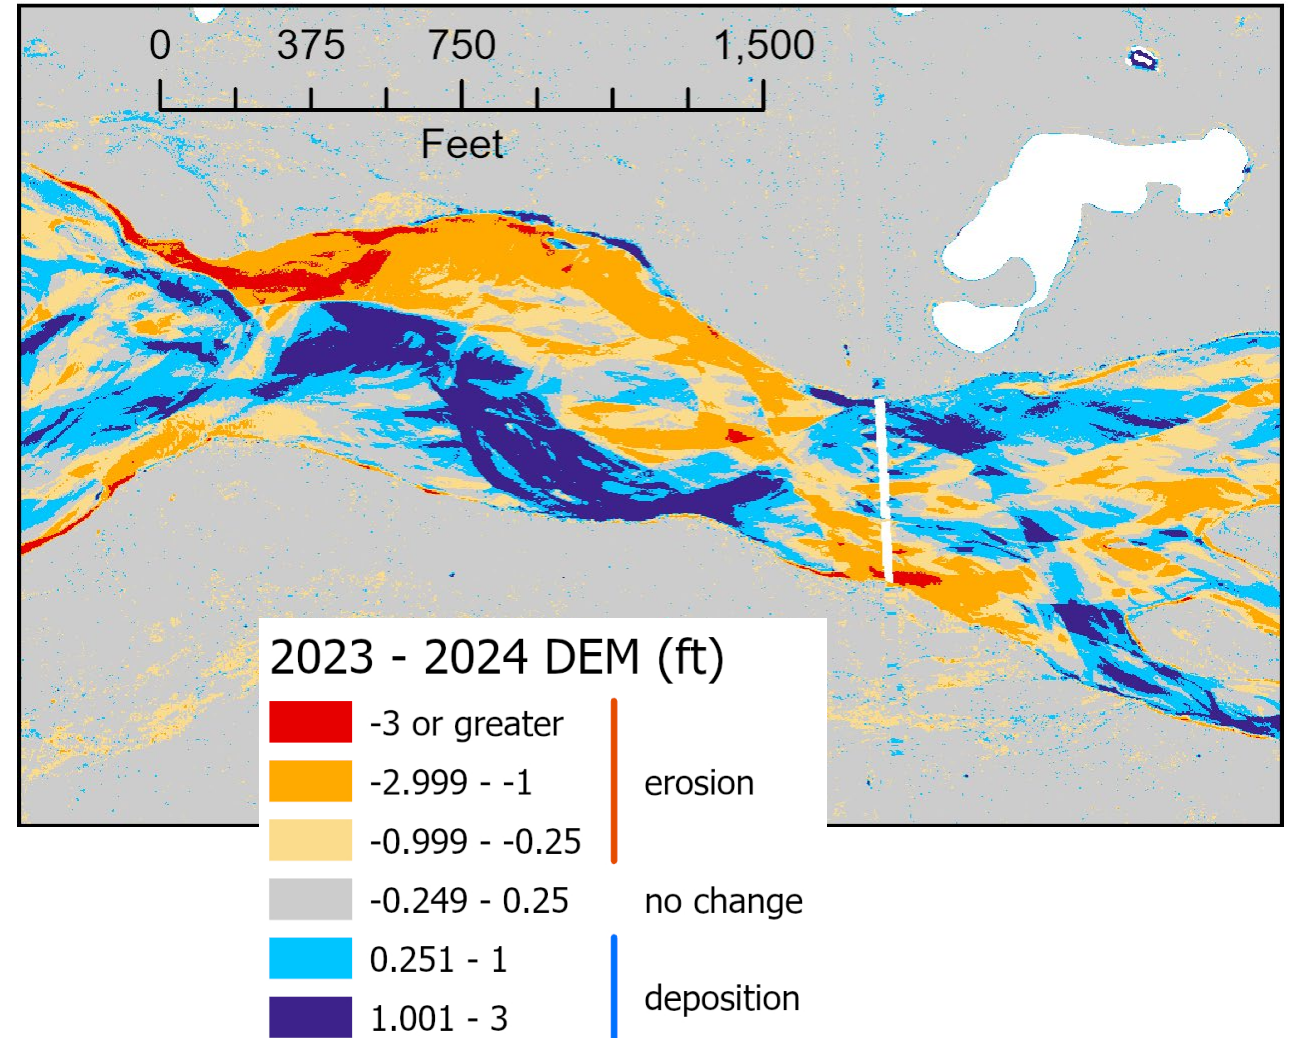 0 375 750 1,500
Feet
2023 - 2024 DEM (ft)
-3 or greater
-2.999 - -1
erosion
-0.999 - -0.25
-0.249 - 0.25 no change
0.251 - 1
deposition
1.001 - 3